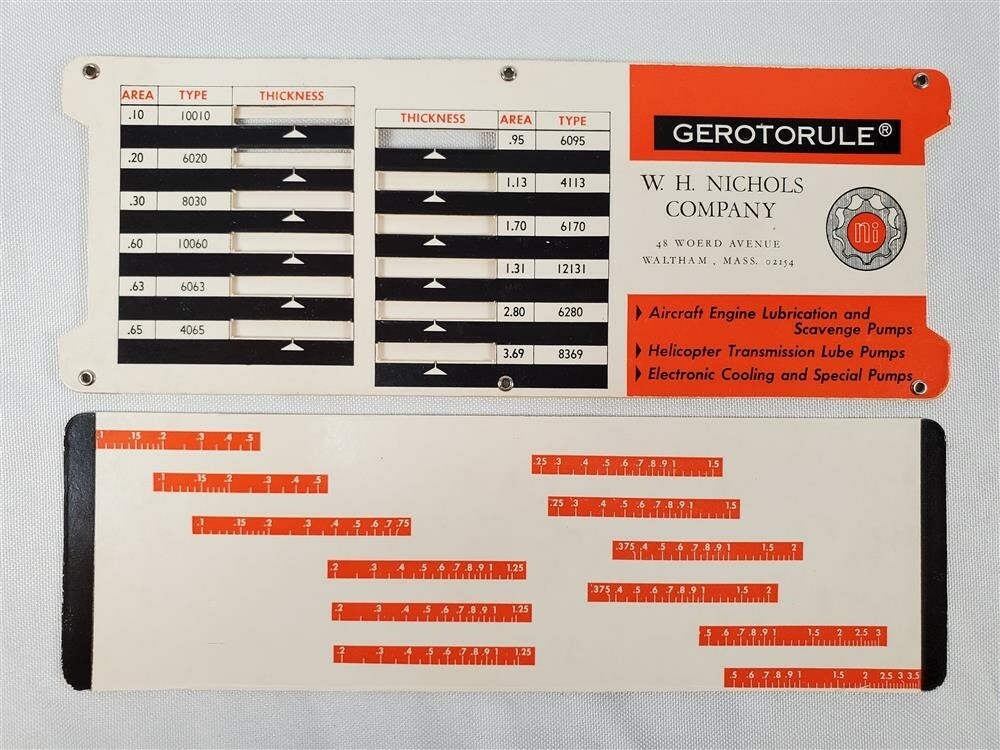 AREA TYPE THICKNESS
.10 10010
.20 6020
.30 8030
.60 10060
.63 6063
.65 4065
THICKNESS AREA TYPE
.95 6095
1.13 4113
1.70 6170
1.31 12131
2.80 6280
3.69 8369
GEROTORULE®
W. H. NICHOLS
COMPANY
48 WOERD AVENUE
WALTHAM, MASS. 02154
ni
Aircraft Engine Lubrication and
Scavenge Pumps
Helicopter Transmission Lube Pumps
Electronic Cooling and Special Pumps
.1 .15 .2 .3 .4 .5
.1 .15 .2 .3 .4 .5
.1 .15 .2 .3 .4 .5 .6 .7 .75
.2 .3 .4 .5 .6 .7 .8 .9 1 1.25
.2 .3 .4 .5 .6 .7 .8 .9 1 1.25
.2 .3 .4 .5 .6 .7 .8 .9 1 1.25
.25 .3 .4 .5 .6 .7 .8 .9 1 1.5
.25 .3 .4 .5 .6 .7 .8 .9 1 1.5
.375 .4 .5 .6 .7 .8 .9 1 1.5 2
.375 .4 .5 .6 .7 .8 .9 1 1.5 2
.5 .6 .7 .8 .9 1 1.5 2 2.5 3
.5 .6 .7 .8 .9 1 1.5 2 2.5 3 3.5